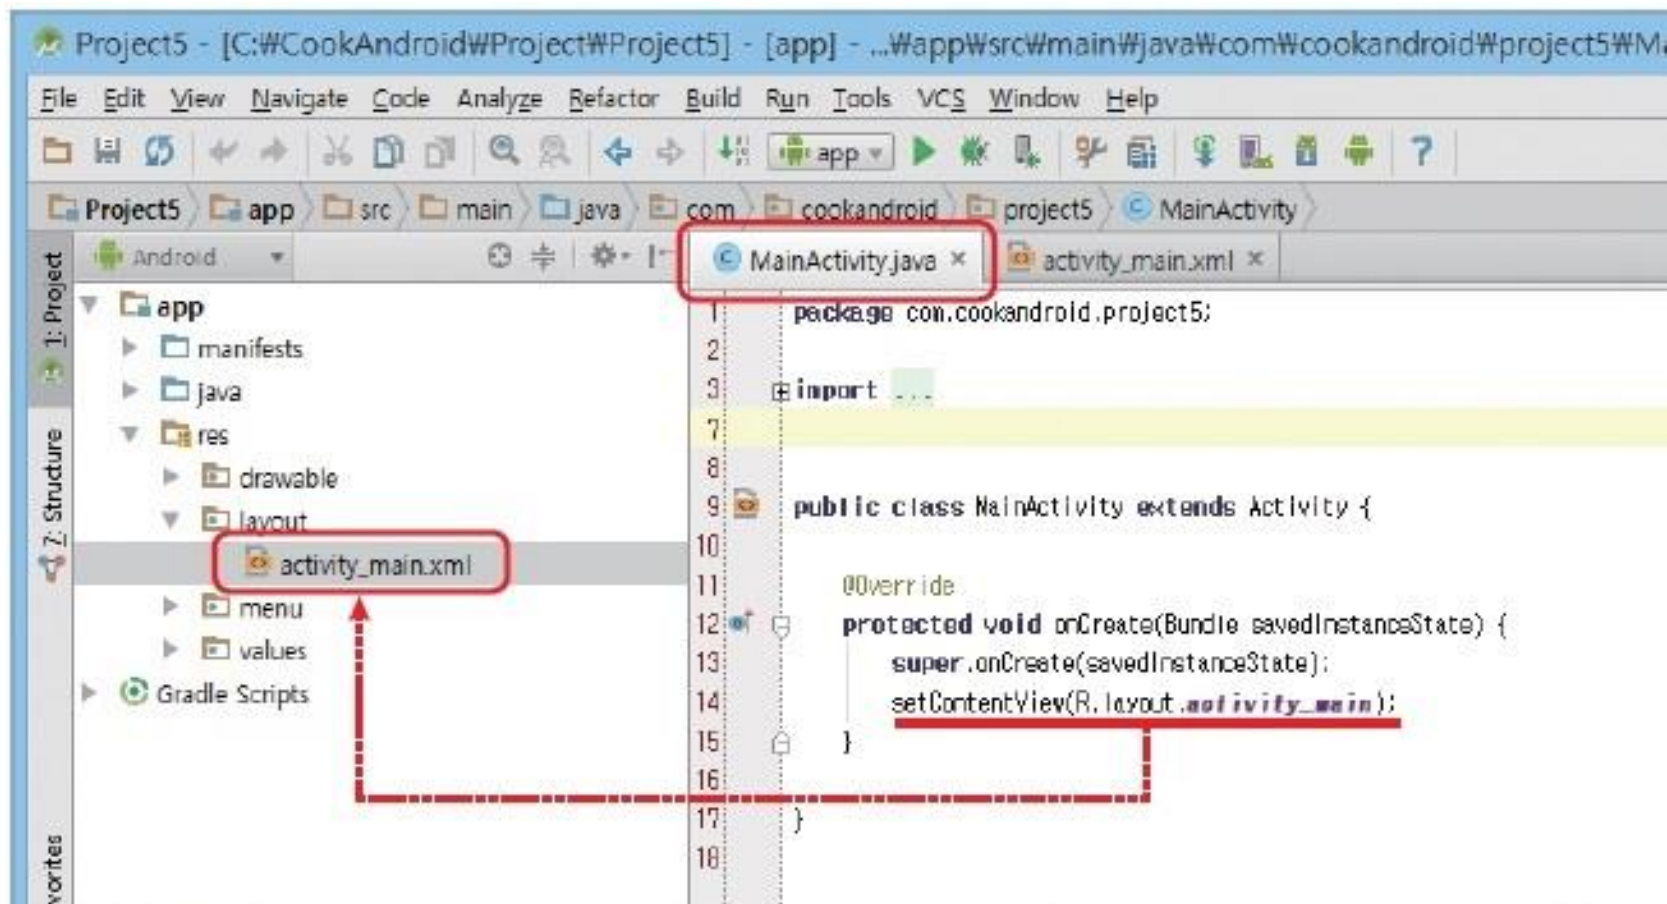 Project5 - [C:₩CookAndroid₩Project₩Project5] - [app] - ...₩app₩src₩main₩java₩com₩cookandroid₩project5₩Ma
File Edit View Navigate Code Analyze Refactor Build Run Tools VCS Window Help
app
?
Project5 app src main java com cookandroid project5 MainActivity
1: Project
7: Structure
vorites
Android
app
manifests
java
res
drawable
layout
activity_main.xml
menu
values
Gradle Scripts
MainActivity.java × activity_main.xml ×
1 package com.cookandroid.project5;
2
3 import ...
7
8
9 public class MainActivity extends Activity {
10
11 @Override
12 protected void onCreate(Bundle savedInstanceState) {
13 super.onCreate(savedInstanceState);
14 setContentView(R.layout.activity_main);
15 }
16
17 }
18